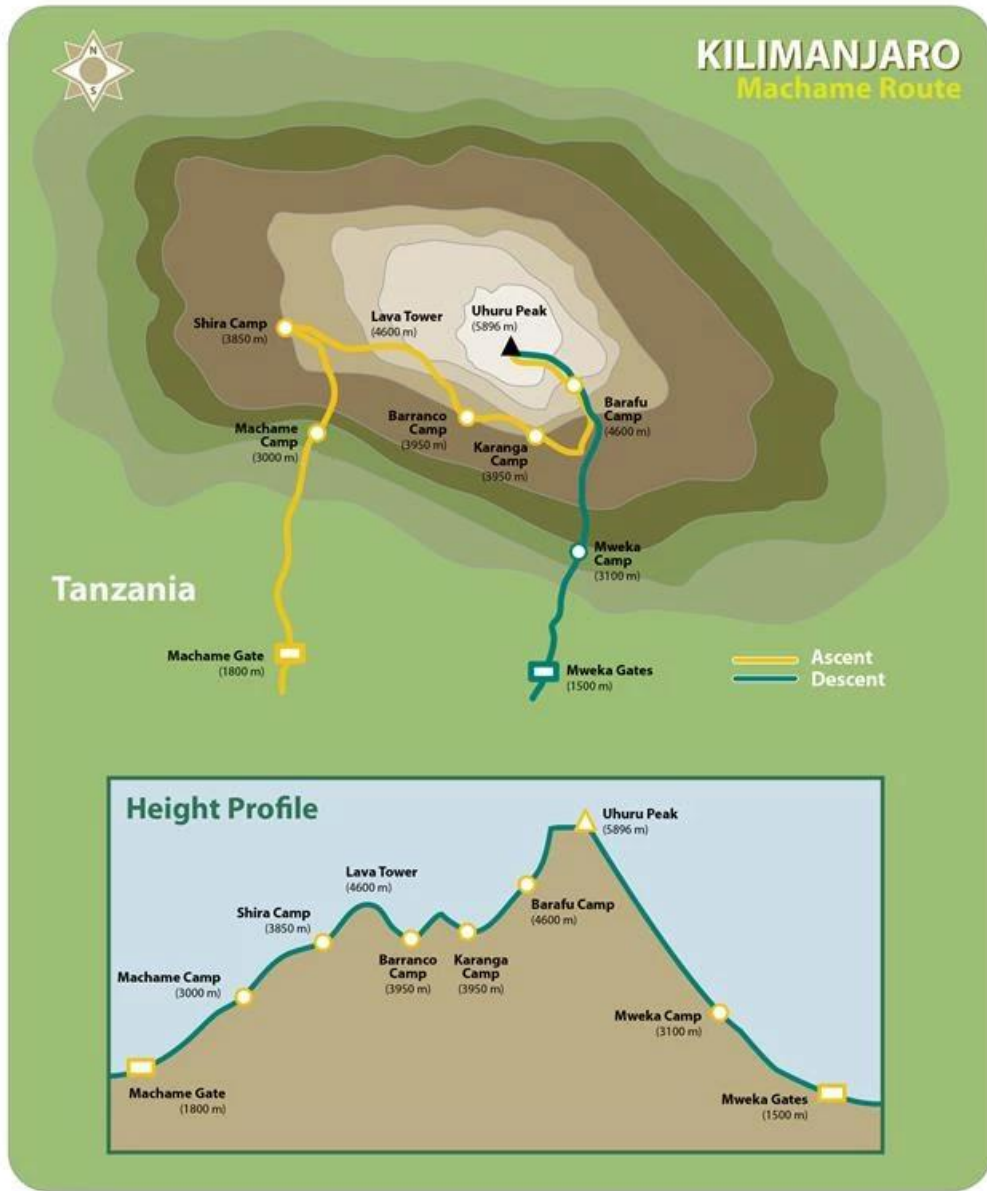 N
S
KILIMANJARO
Machame Route
Uhuru Peak
(5896 m)
Lava Tower
(4600 m)
Shira Camp
(3850 m)
Barafu
Camp
(4600 m)
Barranco
Camp
(3950 m)
Machame
Camp
(3000 m)
Karanga
Camp
(3950 m)
Mweka
Camp
(3100 m)
Tanzania
Machame Gate
(1800 m)
Mweka Gates
(1500 m)
Ascent
Descent
Height Profile
Uhuru Peak
(5896 m)
Lava Tower
(4600 m)
Barafu Camp
(4600 m)
Shira Camp
(3850 m)
Barranco
Camp
(3950 m)
Karanga
Camp
(3950 m)
Machame Camp
(3000 m)
Mweka Camp
(3100 m)
Machame Gate
(1800 m)
Mweka Gates
(1500 m)